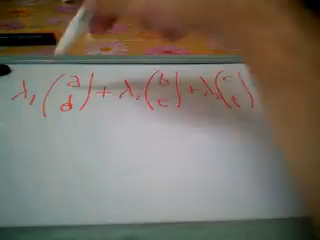 λ₁(a d) + λ₂(b c) + λ(c t)